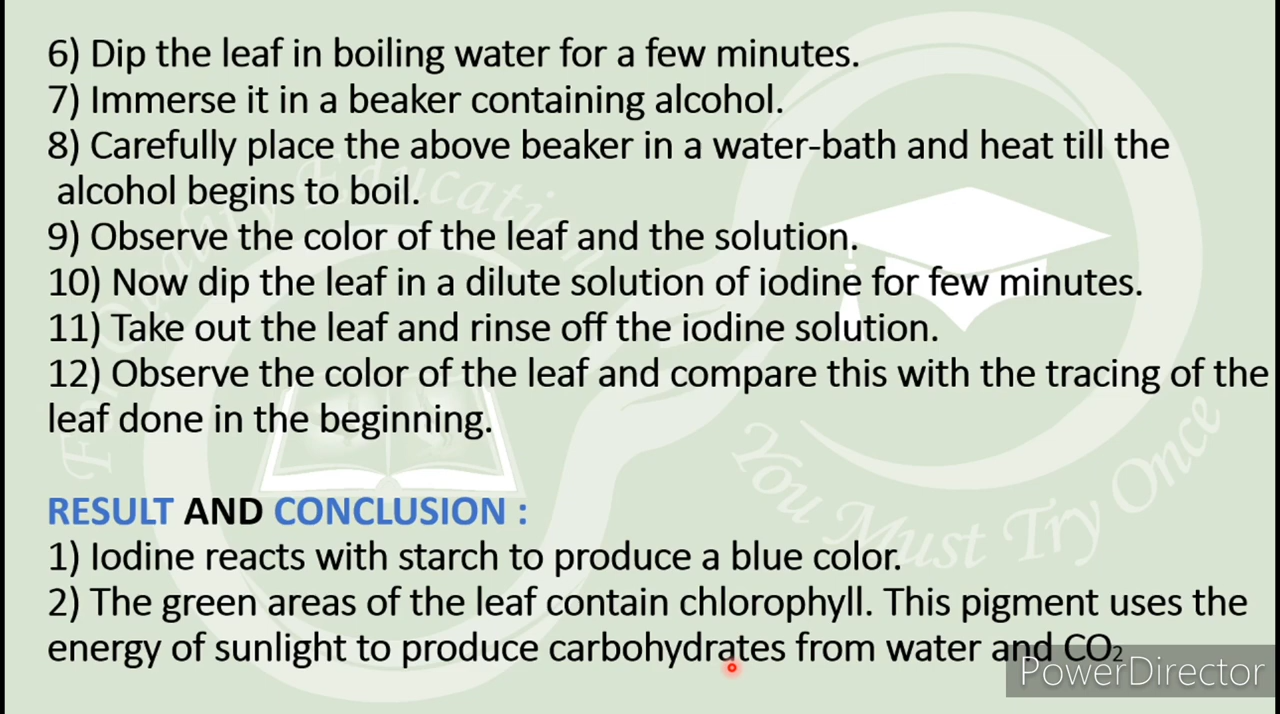 6) Dip the leaf in boiling water for a few minutes.
7) Immerse it in a beaker containing alcohol.
8) Carefully place the above beaker in a water-bath and heat till the
alcohol begins to boil.
9) Observe the color of the leaf and the solution.
10) Now dip the leaf in a dilute solution of iodine for few minutes.
11) Take out the leaf and rinse off the iodine solution.
12) Observe the color of the leaf and compare this with the tracing of the
leaf done in the beginning.
RESULT AND CONCLUSION :
1) Iodine reacts with starch to produce a blue color.
2) The green areas of the leaf contain chlorophyll. This pigment uses the
energy of sunlight to produce carbohydrates from water and CO₂
PowerDirector
Education
You Must Try Once